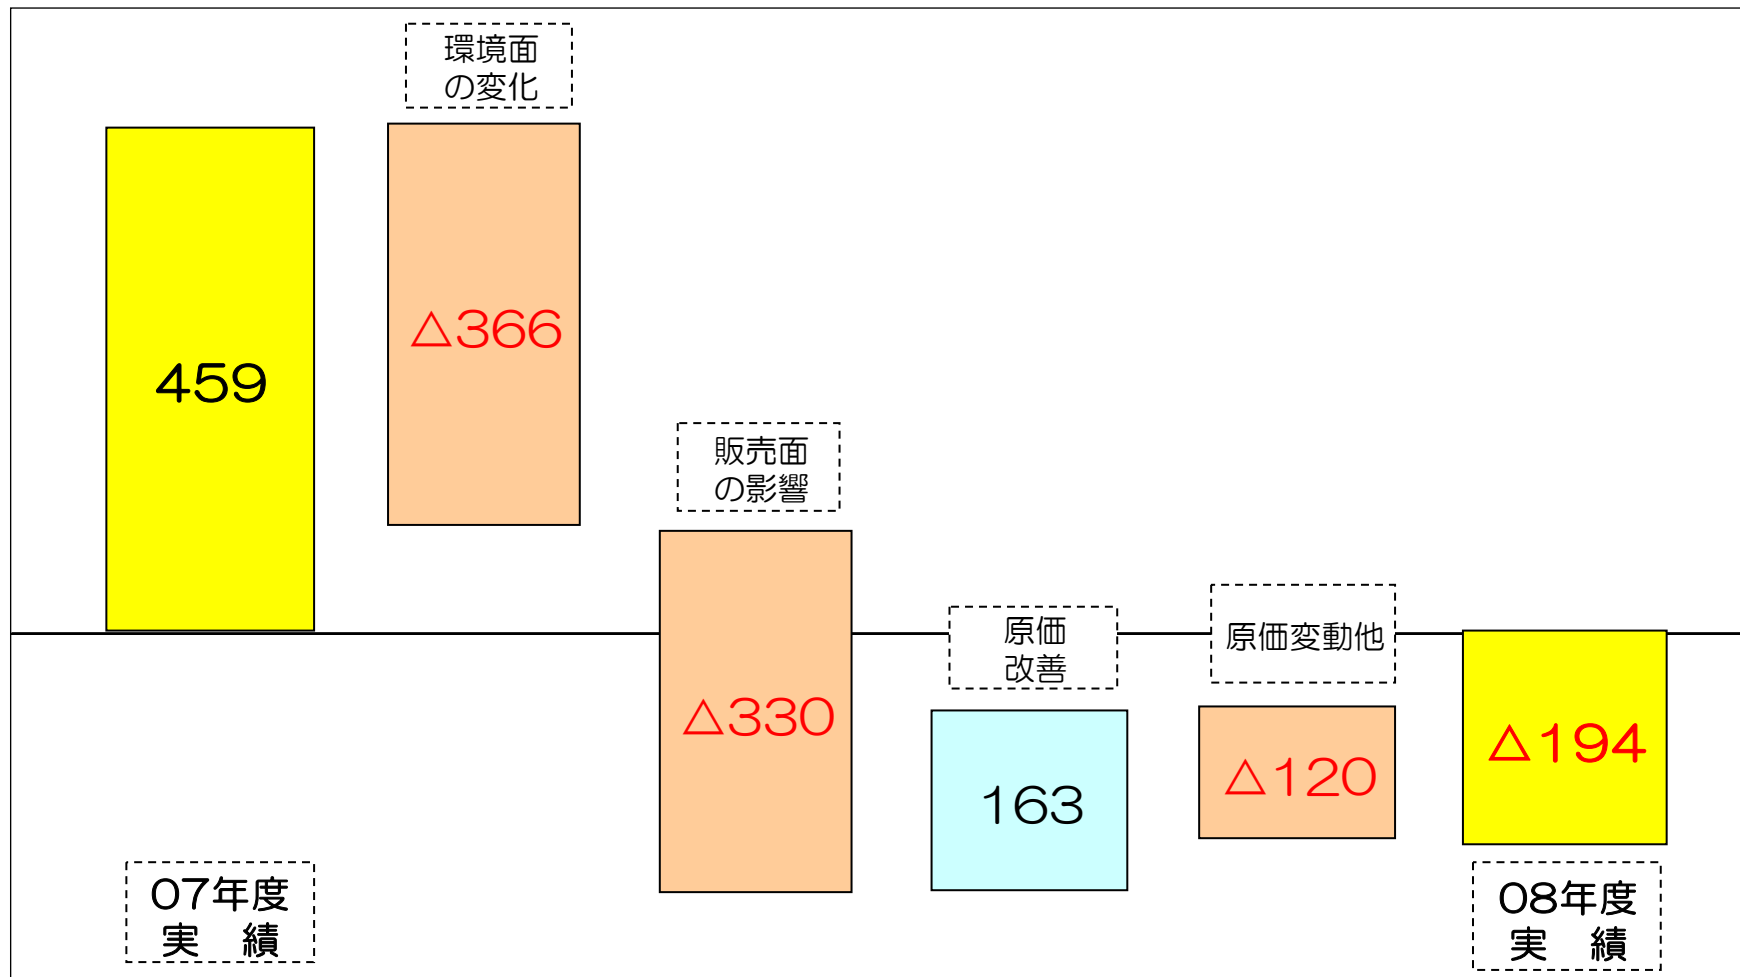 環境面
の変化
459
△366
販売面
の影響
△330
原価
改善
163
原価変動他
△120
△194
07年度
実 績
08年度
実 績